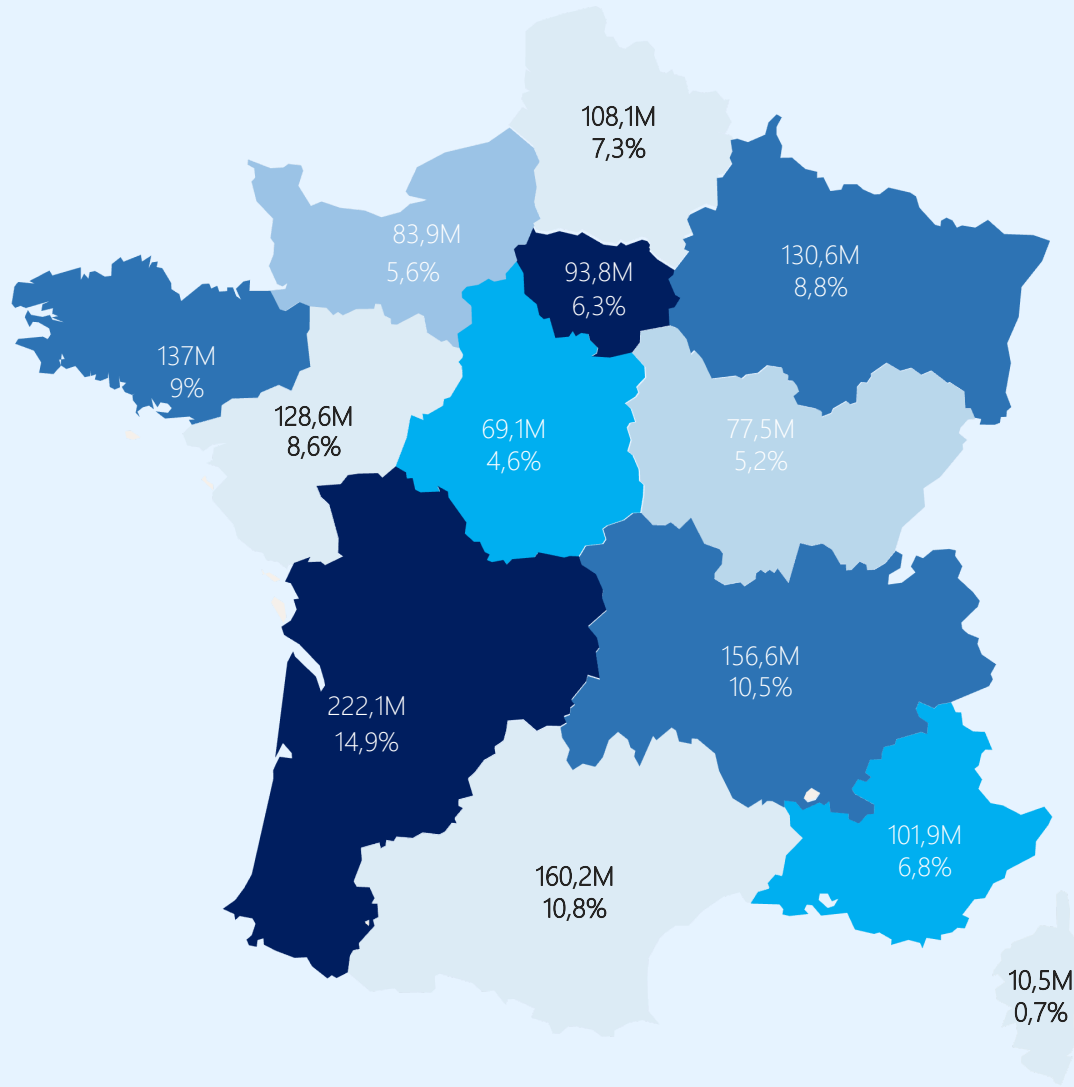 108,1M
7,3%
83,9M
5,6%
93,8M
6,3%
130,6M
8,8%
137M
9%
128,6M
8,6%
69,1M
4,6%
77,5M
5,2%
222,1M
14,9%
156,6M
10,5%
101,9M
6,8%
160,2M
10,8%
10,5M
0,7%